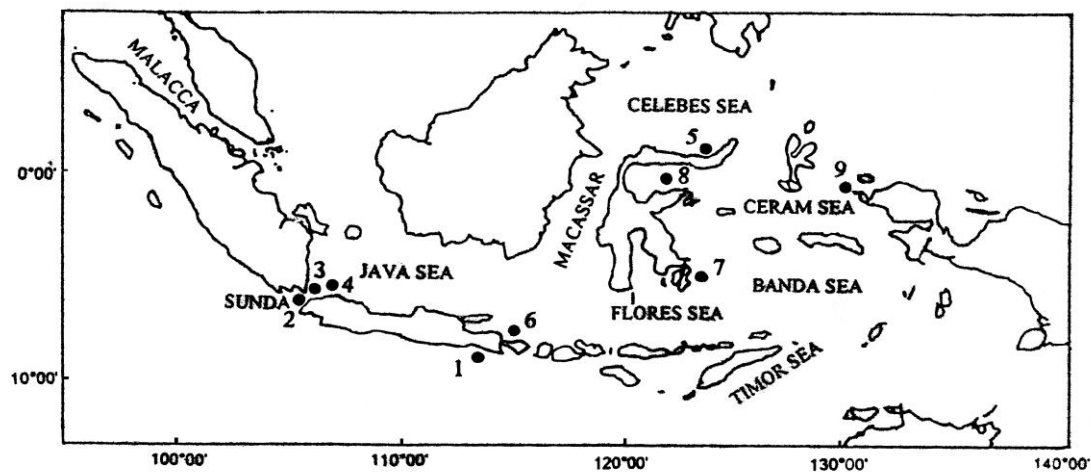 MALACCA
CELEBES SEA
5
0°00'
8
9
MACASSAR
CERAM SEA
3
JAVA SEA
4
7
SUNDA
BANDA SEA
2
FLORES SEA
6
1
TIMOR SEA
10°00'
100°00'
110°00'
120°00'
130°00'
140°00'